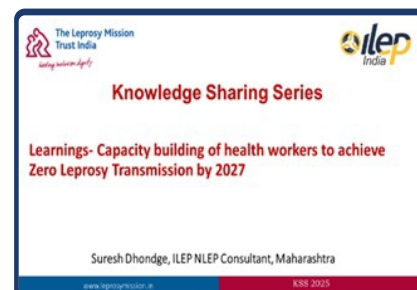 The Leprosy Mission
Trust India
healing inclusion dignity
ilep
India
Knowledge Sharing Series
Learnings- Capacity building of health workers to achieve
Zero Leprosy Transmission by 2027
Suresh Dhondge, ILEP NLEP Consultant, Maharashtra
www.leprosymission.in
KSS 2025